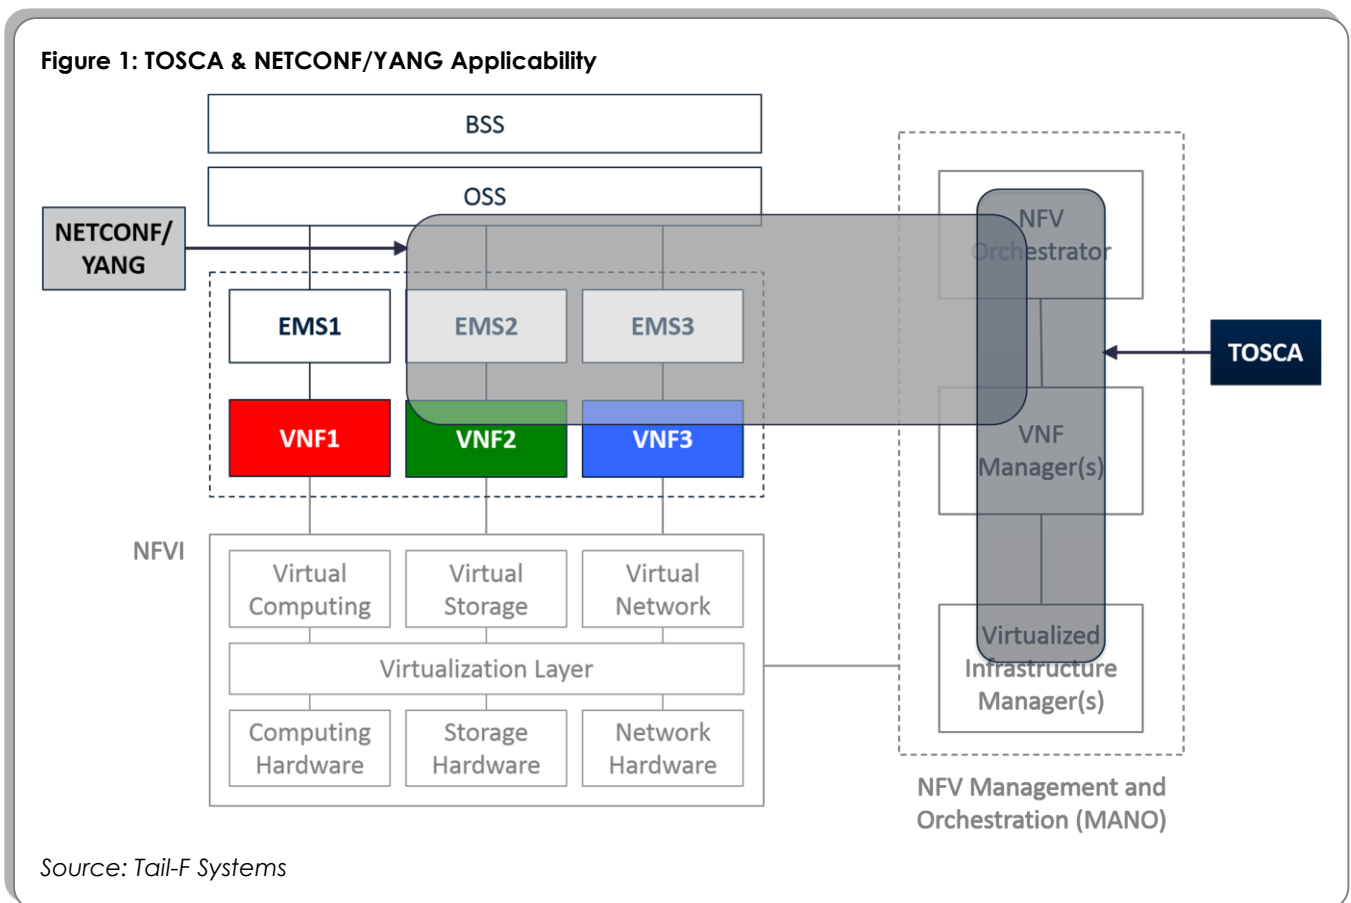 Figure 1: TOSCA & NETCONF/YANG Applicability
BSS
OSS
NETCONF/
YANG
EMS1
EMS2
EMS3
VNF1
VNF2
VNF3
NFVI
Virtual
Computing
Virtual
Storage
Virtual
Network
Virtualization Layer
Computing
Hardware
Storage
Hardware
Network
Hardware
NFV
Orchestrator
VNF
Manager(s)
Virtualized
Infrastructure
Manager(s)
TOSCA
NFV Management and
Orchestration (MANO)
Source: Tail-F Systems